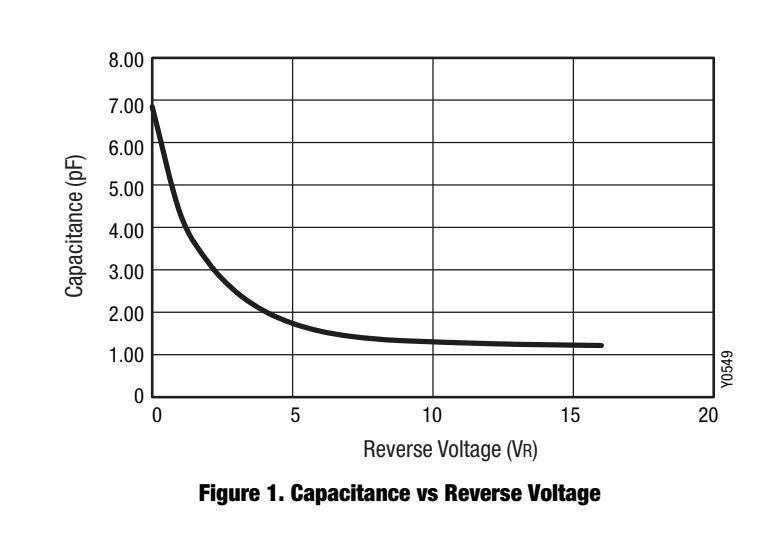 8.00
7.00
6.00
5.00
4.00
3.00
2.00
1.00
0
Capacitance (pF)
0 5 10 15 20
Reverse Voltage (VR)
Y0549
Figure 1. Capacitance vs Reverse Voltage